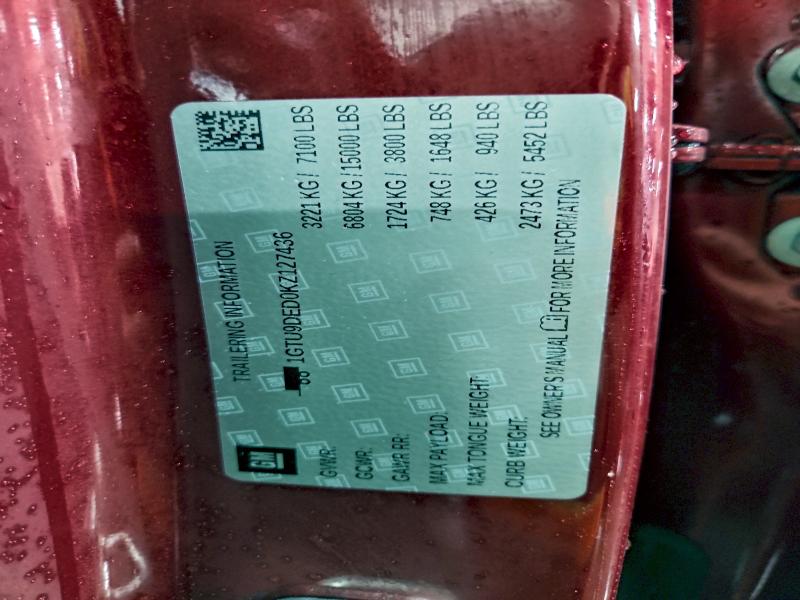 GM
TRAILERING INFORMATION
1GTU9DED0KZ127436
GVWR: 3221 KG / 7100 LBS
GCWR: 6804 KG / 15000 LBS
GAWR RR: 1724 KG / 3800 LBS
MAX PAYLOAD: 748 KG / 1648 LBS
MAX TONGUE WEIGHT: 426 KG / 940 LBS
CURB WEIGHT: 2473 KG / 5452 LBS
SEE OWNER'S MANUAL FOR MORE INFORMATION